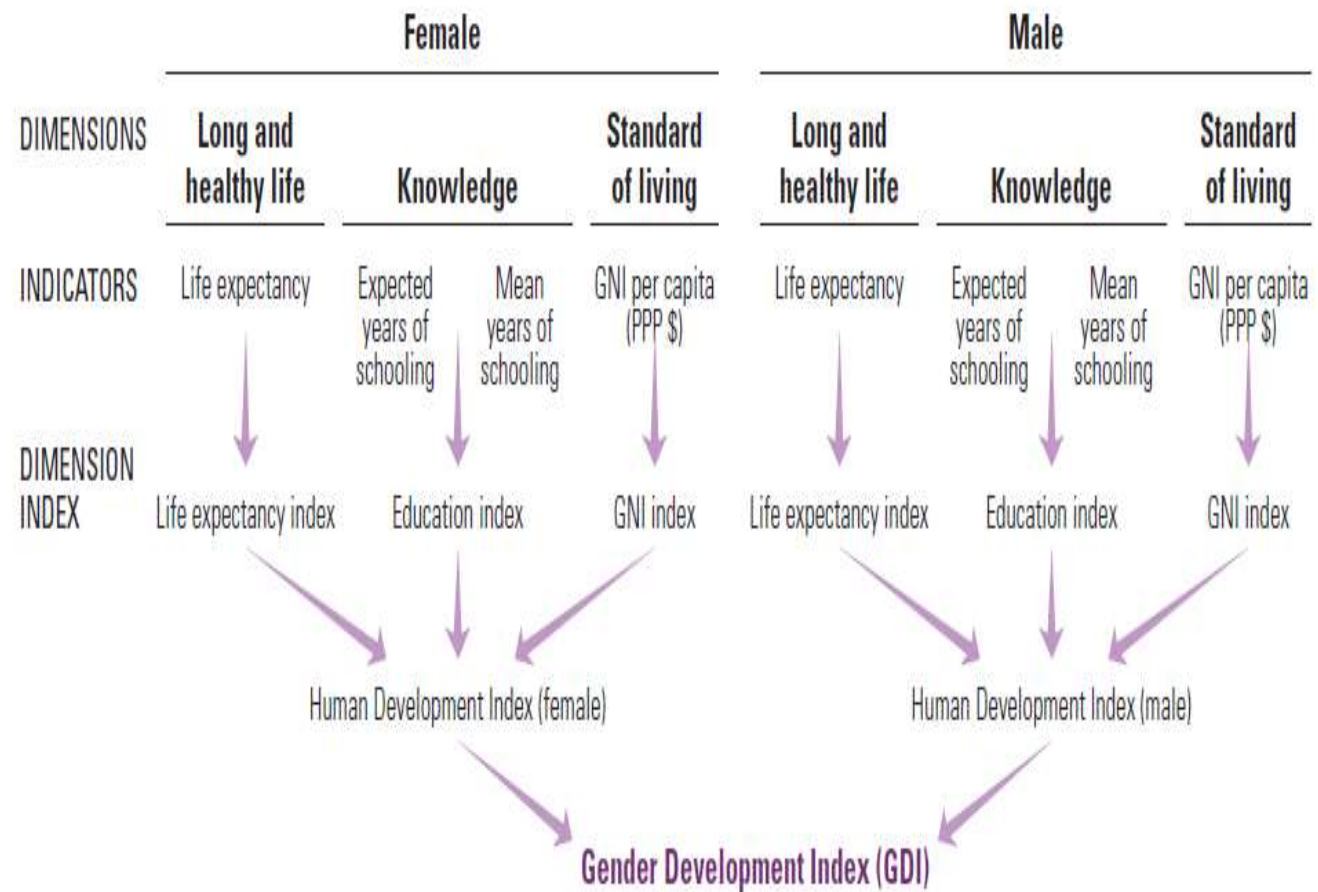 Female Male
DIMENSIONS Long and healthy life Knowledge Standard of living Long and healthy life Knowledge Standard of living
INDICATORS Life expectancy Expected years of schooling Mean years of schooling GNI per capita (PPP $) Life expectancy Expected years of schooling Mean years of schooling GNI per capita (PPP $)
DIMENSION
INDEX Life expectancy index Education index GNI index Life expectancy index Education index GNI index
Human Development Index (female) Human Development Index (male)
Gender Development Index (GDI)